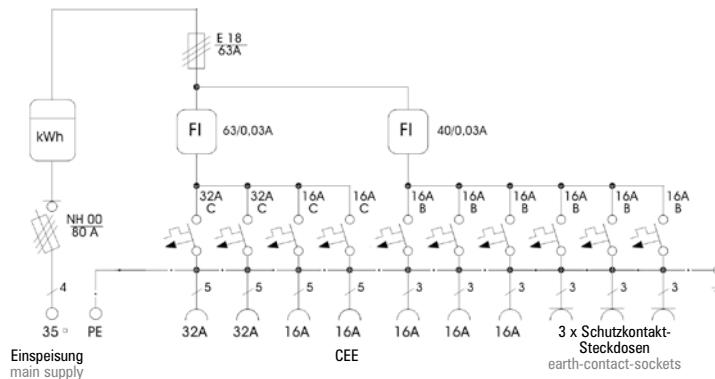 E 18
63A
kWh
FI
63/0,03A
FI
40/0,03A
NH 00
80 A
32A
C
32A
C
16A
C
16A
C
16A
B
16A
B
16A
B
16A
B
16A
B
16A
B
4
5
5
5
5
3
3
3
3
3
3
35 □
PE
32A
32A
16A
16A
16A
16A
16A
3 x Schutzkontakt-
Steckdosen
earth-contact-sockets
Einspeisung
main supply
CEE